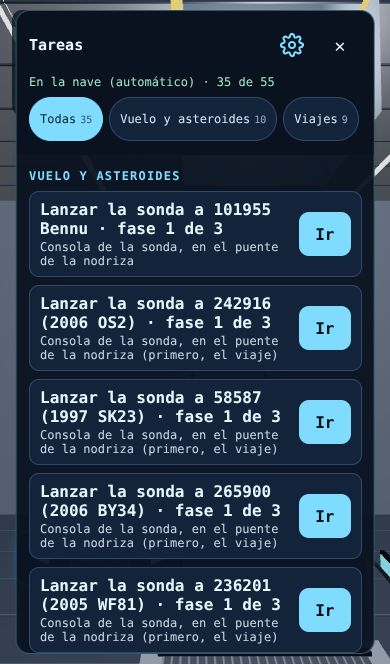 Tareas ×
En la nave (automático) · 35 de 55
Todas 35 Vuelo y asteroides 10 Viajes 9
VUELO Y ASTEROIDES
Lanzar la sonda a 101955
Bennu · fase 1 de 3
Consola de la sonda, en el puente
de la nodriza
Ir
Lanzar la sonda a 242916
(2006 OS2) · fase 1 de 3
Consola de la sonda, en el puente
de la nodriza (primero, el viaje)
Ir
Lanzar la sonda a 58587
(1997 SK23) · fase 1 de 3
Consola de la sonda, en el puente
de la nodriza (primero, el viaje)
Ir
Lanzar la sonda a 265900
(2006 BY34) · fase 1 de 3
Consola de la sonda, en el puente
de la nodriza (primero, el viaje)
Ir
Lanzar la sonda a 236201
(2005 WF81) · fase 1 de 3
Consola de la sonda, en el puente
de la nodriza (primero, el viaje)
Ir